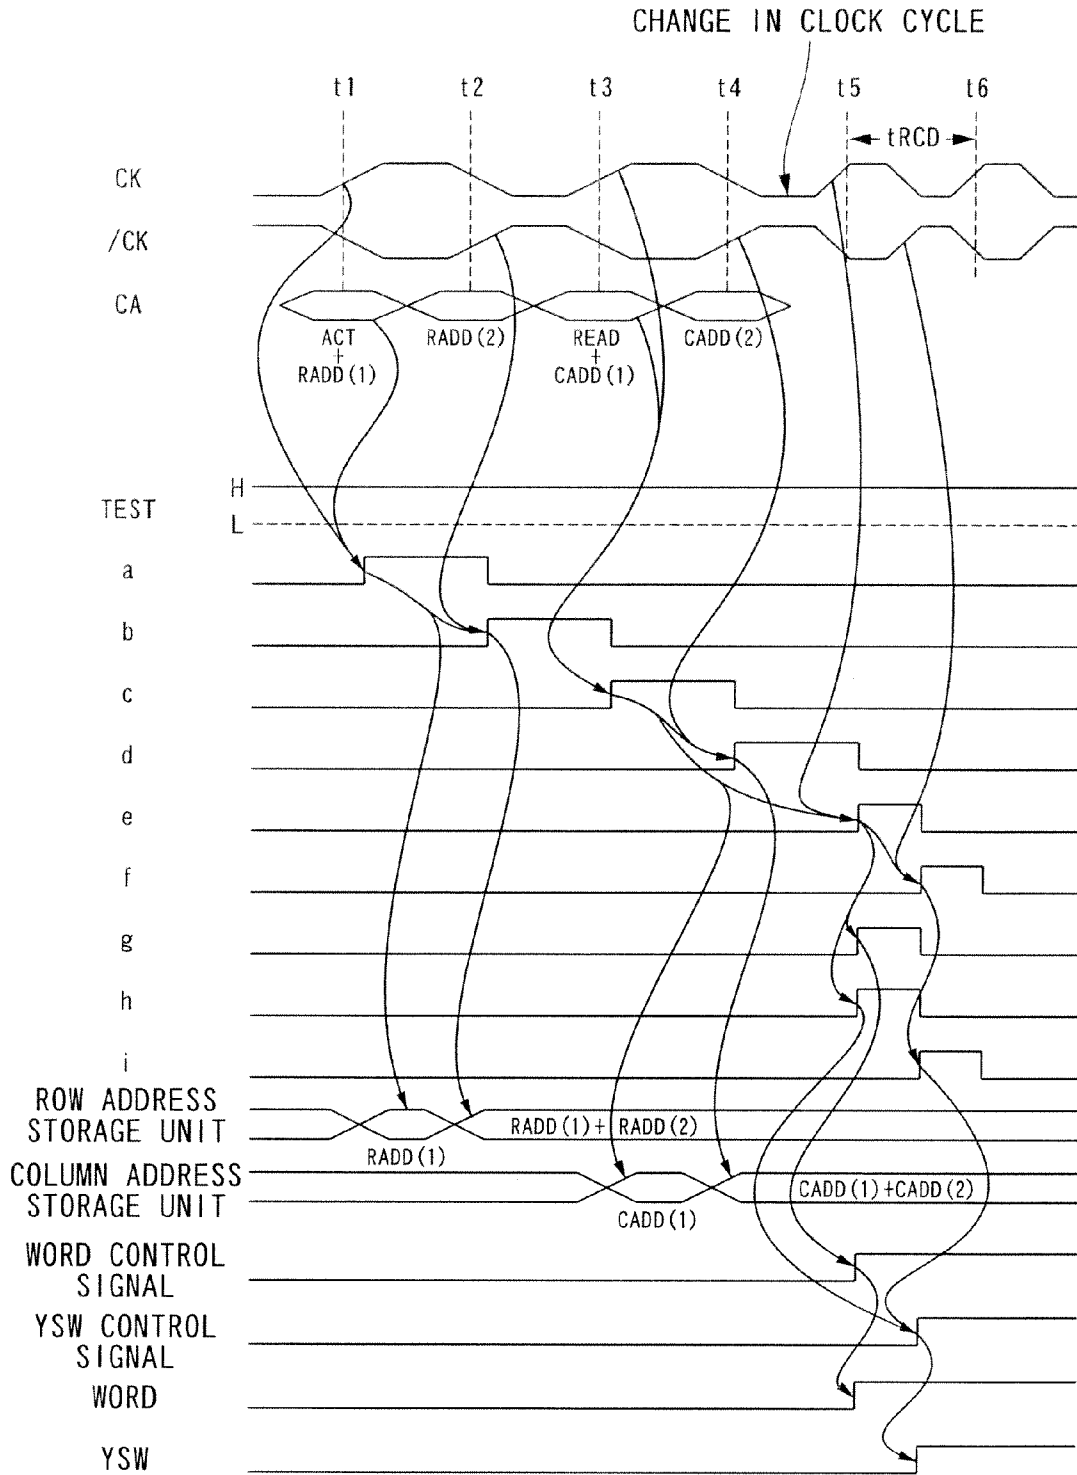 CHANGE IN CLOCK CYCLE
t1 t2 t3 t4 t5 t6
tRCD
CK
/CK
CA
ACT
+
RADD(1)
RADD(2)
READ
+
CADD(1)
CADD(2)
H
TEST
L
a
b
c
d
e
f
g
h
i
ROW ADDRESS
STORAGE UNIT
RADD(1)
RADD(1)+ RADD(2)
COLUMN ADDRESS
STORAGE UNIT
CADD(1)
CADD(1)+CADD(2)
WORD CONTROL
SIGNAL
YSW CONTROL
SIGNAL
WORD
YSW